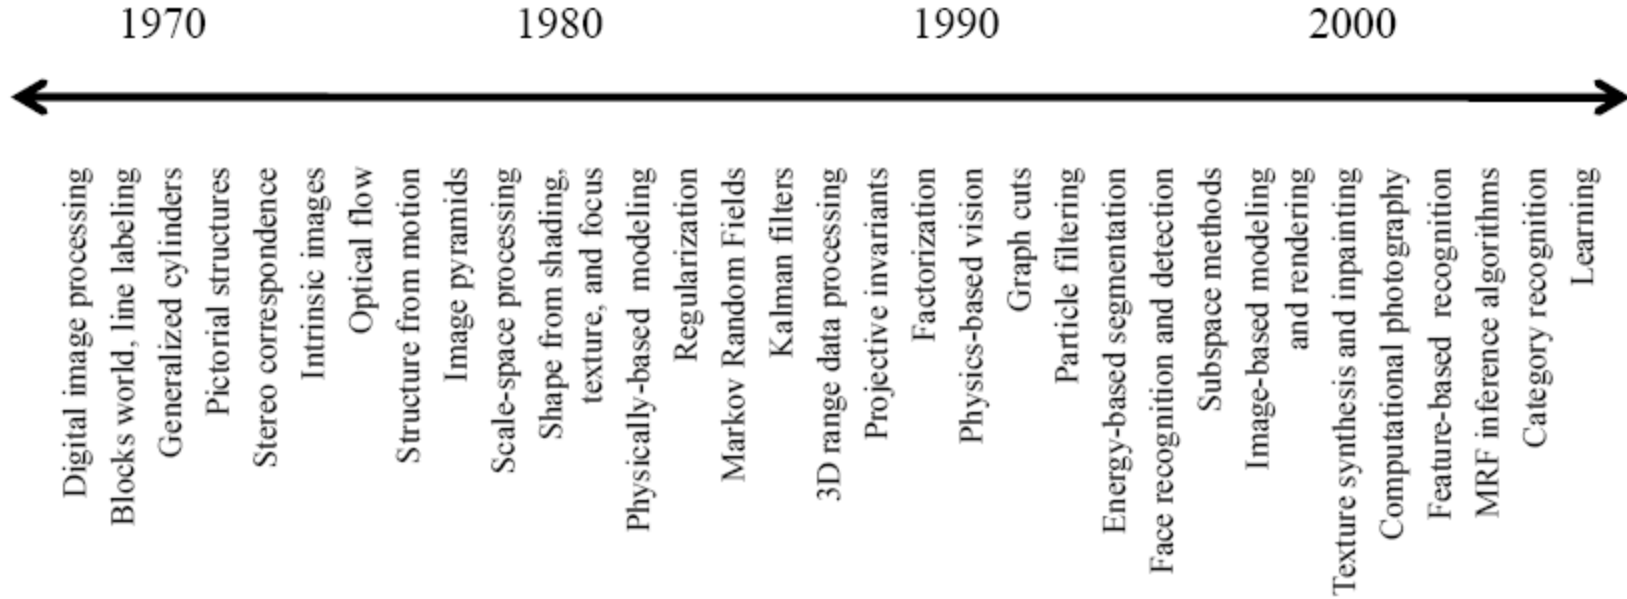 1970
1980
1990
2000
Digital image processing
Blocks world, line labeling
Generalized cylinders
Pictorial structures
Stereo correspondence
Intrinsic images
Optical flow
Structure from motion
Image pyramids
Scale-space processing
Shape from shading,
texture, and focus
Physically-based modeling
Regularization
Markov Random Fields
Kalman filters
3D range data processing
Projective invariants
Factorization
Physics-based vision
Graph cuts
Particle filtering
Energy-based segmentation
Face recognition and detection
Subspace methods
Image-based modeling
and rendering
Texture synthesis and inpainting
Computational photography
Feature-based recognition
MRF inference algorithms
Category recognition
Learning